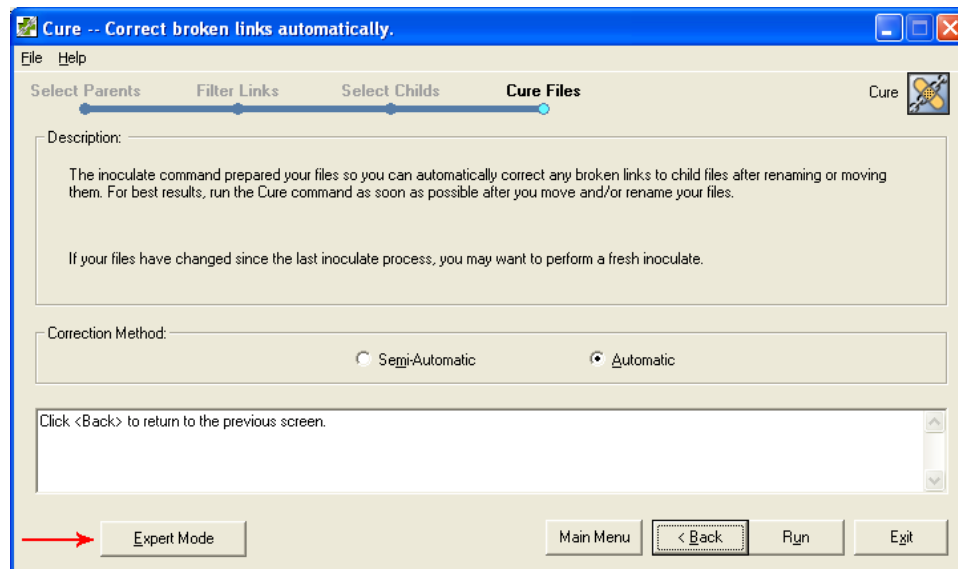 Cure -- Correct broken links automatically.
File Help
Select Parents Filter Links Select Childs Cure Files Cure
Description:
The inoculate command prepared your files so you can automatically correct any broken links to child files after renaming or moving
them. For best results, run the Cure command as soon as possible after you move and/or rename your files.
If your files have changed since the last inoculate process, you may want to perform a fresh inoculate.
Correction Method:
Semi-Automatic Automatic
Click <Back> to return to the previous screen.
Expert Mode Main Menu < Back Run Exit